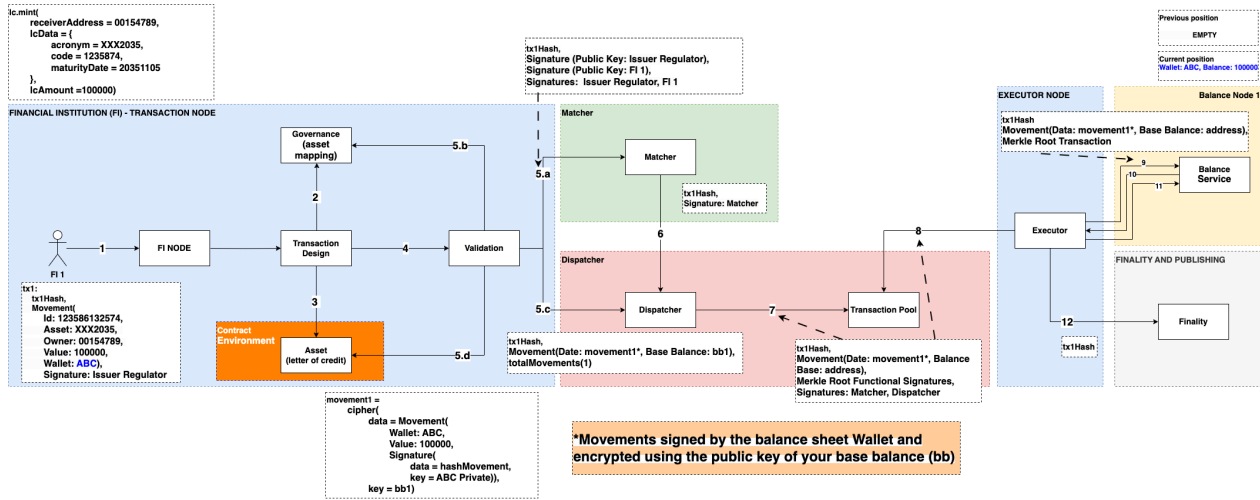 lc.mint(
receiverAddress = 00154789,
lcData = {
acronym = XXX2035,
code = 1235874,
maturityDate = 20351105
},
lcAmount =100000)
tx1Hash,
Signature (Public Key: Issuer Regulator),
Signature (Public Key: FI 1),
Signatures: Issuer Regulator, FI 1
Previous position
EMPTY
Current position
Wallet: ABC, Balance: 100000
FINANCIAL INSTITUTION (FI) - TRANSACTION NODE
Governance
(asset
mapping)
5.b
5.a
2
1
FI 1
FI NODE
Transaction
Design
4
Validation
3
5.c
5.d
Contract
Environment
Asset
(letter of credit)
tx1:
tx1Hash,
Movement(
Id: 123586132574,
Asset: XXX2035,
Owner: 00154789,
Value: 100000,
Wallet: ABC),
Signature: Issuer Regulator
Matcher
Matcher
tx1Hash,
Signature: Matcher
6
Dispatcher
Dispatcher
7
Transaction Pool
8
tx1Hash,
Movement(Date: movement1*, Base Balance: bb1),
totalMovements(1)
tx1Hash,
Movement(Date: movement1*, Balance
Base: address),
Merkle Root Functional Signatures,
Signatures: Matcher, Dispatcher
EXECUTOR NODE
Balance Node 1
tx1Hash
Movement(Data: movement1*, Base Balance: address),
Merkle Root Transaction
9
10
11
Balance
Service
Executor
FINALITY AND PUBLISHING
12
tx1Hash
Finality
movement1 =
cipher(
data = Movement(
Wallet: ABC,
Value: 100000,
Signature(
data = hashMovement,
key = ABC Private)),
key = bb1)
*Movements signed by the balance sheet Wallet and
encrypted using the public key of your base balance (bb)